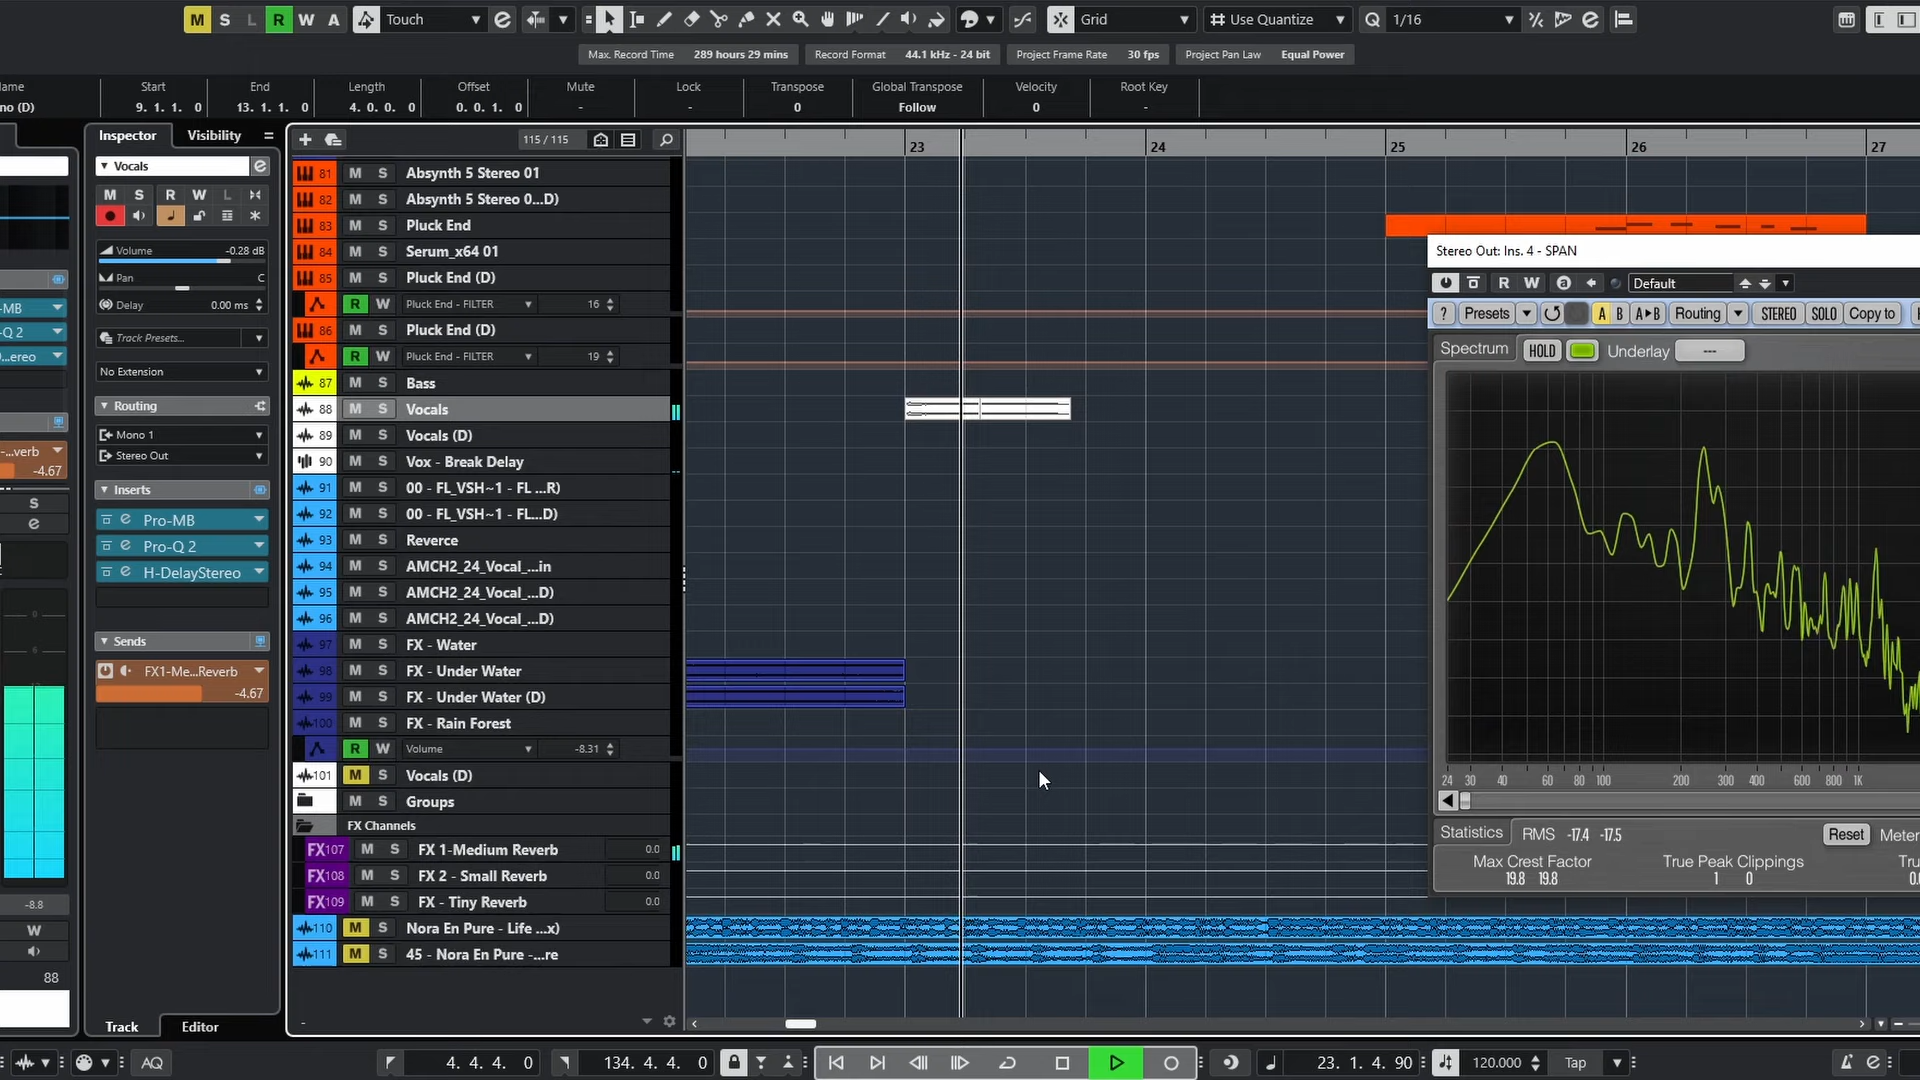 M S L R W A Touch Grid Use Quantize Q 1/16
Max. Record Time 289 hours 29 mins Record Format 44.1 kHz - 24 bit Project Frame Rate 30 fps Project Pan Law Equal Power
ame Start End Length Offset Mute Lock Transpose Global Transpose Velocity Root Key
no (D) 9. 1. 1. 0 13. 1. 1. 0 4. 0. 0. 0 0. 0. 1. 0 - - 0 Follow 0 -
Inspector Visibility
115 / 115
23 24 25 26 27
Vocals
M S R W L
Volume -0.28 dB
Pan C
Delay 0.00 ms
Track Presets...
No Extension
Routing
Mono 1
Stereo Out
Inserts
Pro-MB
Pro-Q 2
H-DelayStereo
Sends
FX1-Me...Reverb
-4.67
Track Editor
-MB
-Q 2
...ereo
-...verb
-4.67
S
0
6
-8.8
W
88
81 M S Absynth 5 Stereo 01
82 M S Absynth 5 Stereo 0...D)
83 M S Pluck End
84 M S Serum_x64 01
85 M S Pluck End (D)
R W Pluck End - FILTER 16
86 M S Pluck End (D)
R W Pluck End - FILTER 19
87 M S Bass
88 M S Vocals
89 M S Vocals (D)
90 M S Vox - Break Delay
91 M S 00 - FL_VSH~1 - FL ...R)
92 M S 00 - FL_VSH~1 - FL...D)
93 M S Reverce
94 M S AMCH2_24_Vocal_...in
95 M S AMCH2_24_Vocal_...D)
96 M S AMCH2_24_Vocal_...D)
97 M S FX - Water
98 M S FX - Under Water
99 M S FX - Under Water (D)
100 M S FX - Rain Forest
R W Volume -8.31
101 M S Vocals (D)
M S Groups
FX Channels
FX107 M S FX 1-Medium Reverb 0.0
FX108 M S FX 2 - Small Reverb 0.0
FX109 M S FX - Tiny Reverb 0.0
110 M S Nora En Pure - Life ...x)
111 M S 45 - Nora En Pure -...re
Stereo Out: Ins. 4 - SPAN
R W Default
? Presets A B A▸B Routing STEREO SOLO Copy to
Spectrum HOLD Underlay ---
24 30 40 60 80 100 200 300 400 600 800 1K
Statistics RMS -17.4 -17.5 Reset Meter
Max Crest Factor True Peak Clippings Tru
19.8 19.8 1 0 0.
AQ 4. 4. 4. 0 134. 4. 4. 0 23. 1. 4. 90 120.000 Tap